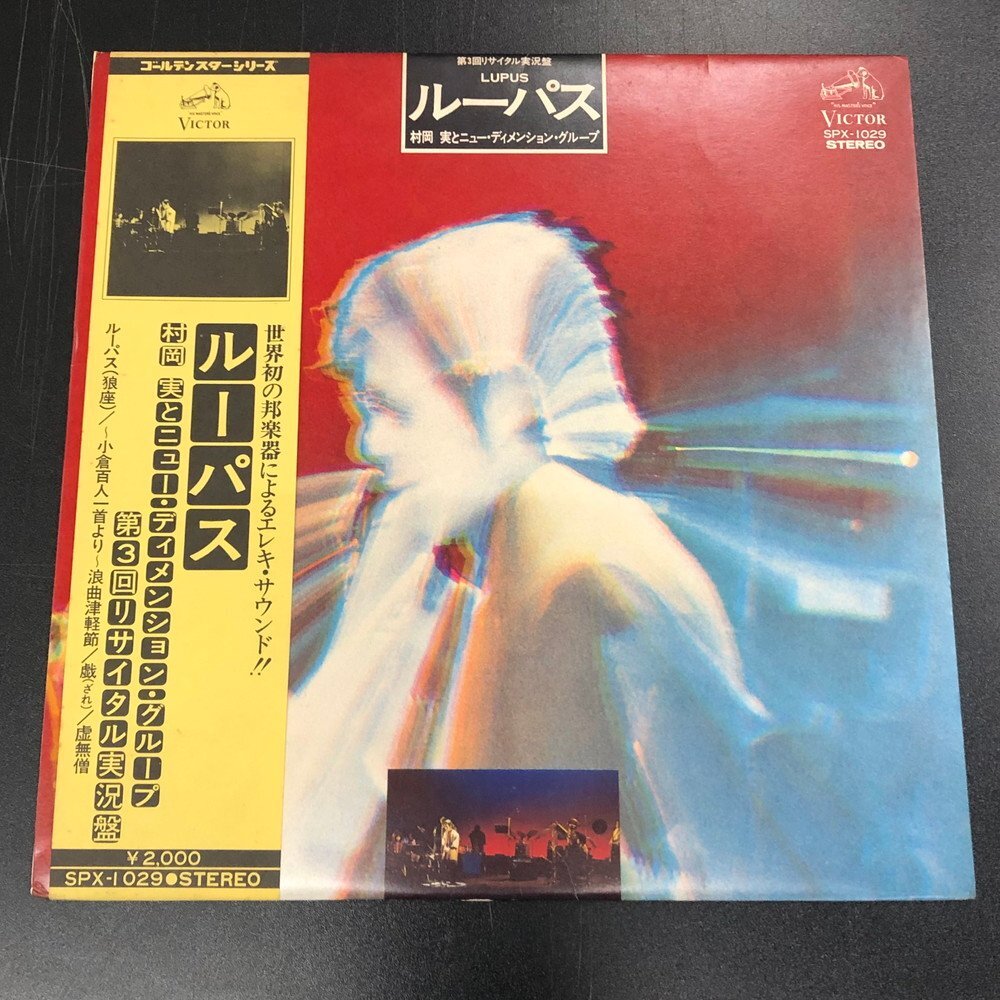 ゴールデンスターシリーズ
"HIS MASTER'S VOICE"
VICTOR
世界初の邦楽器によるエレキ・サウンド!!
ルーパス
村岡 実とニュー・ディメンション・グループ
第3回リサイタル実況盤
ルーパス(狼座)/〜小倉百人一首より〜浪曲津軽節/戯(ざれ)/虚無僧
¥2,000
SPX-1029●STEREO
第3回リサイタル実況盤
LUPUS
ルーパス
村岡 実とニュー・ディメンション・グループ
"HIS MASTER'S VOICE"
VICTOR
SPX-1029
STEREO